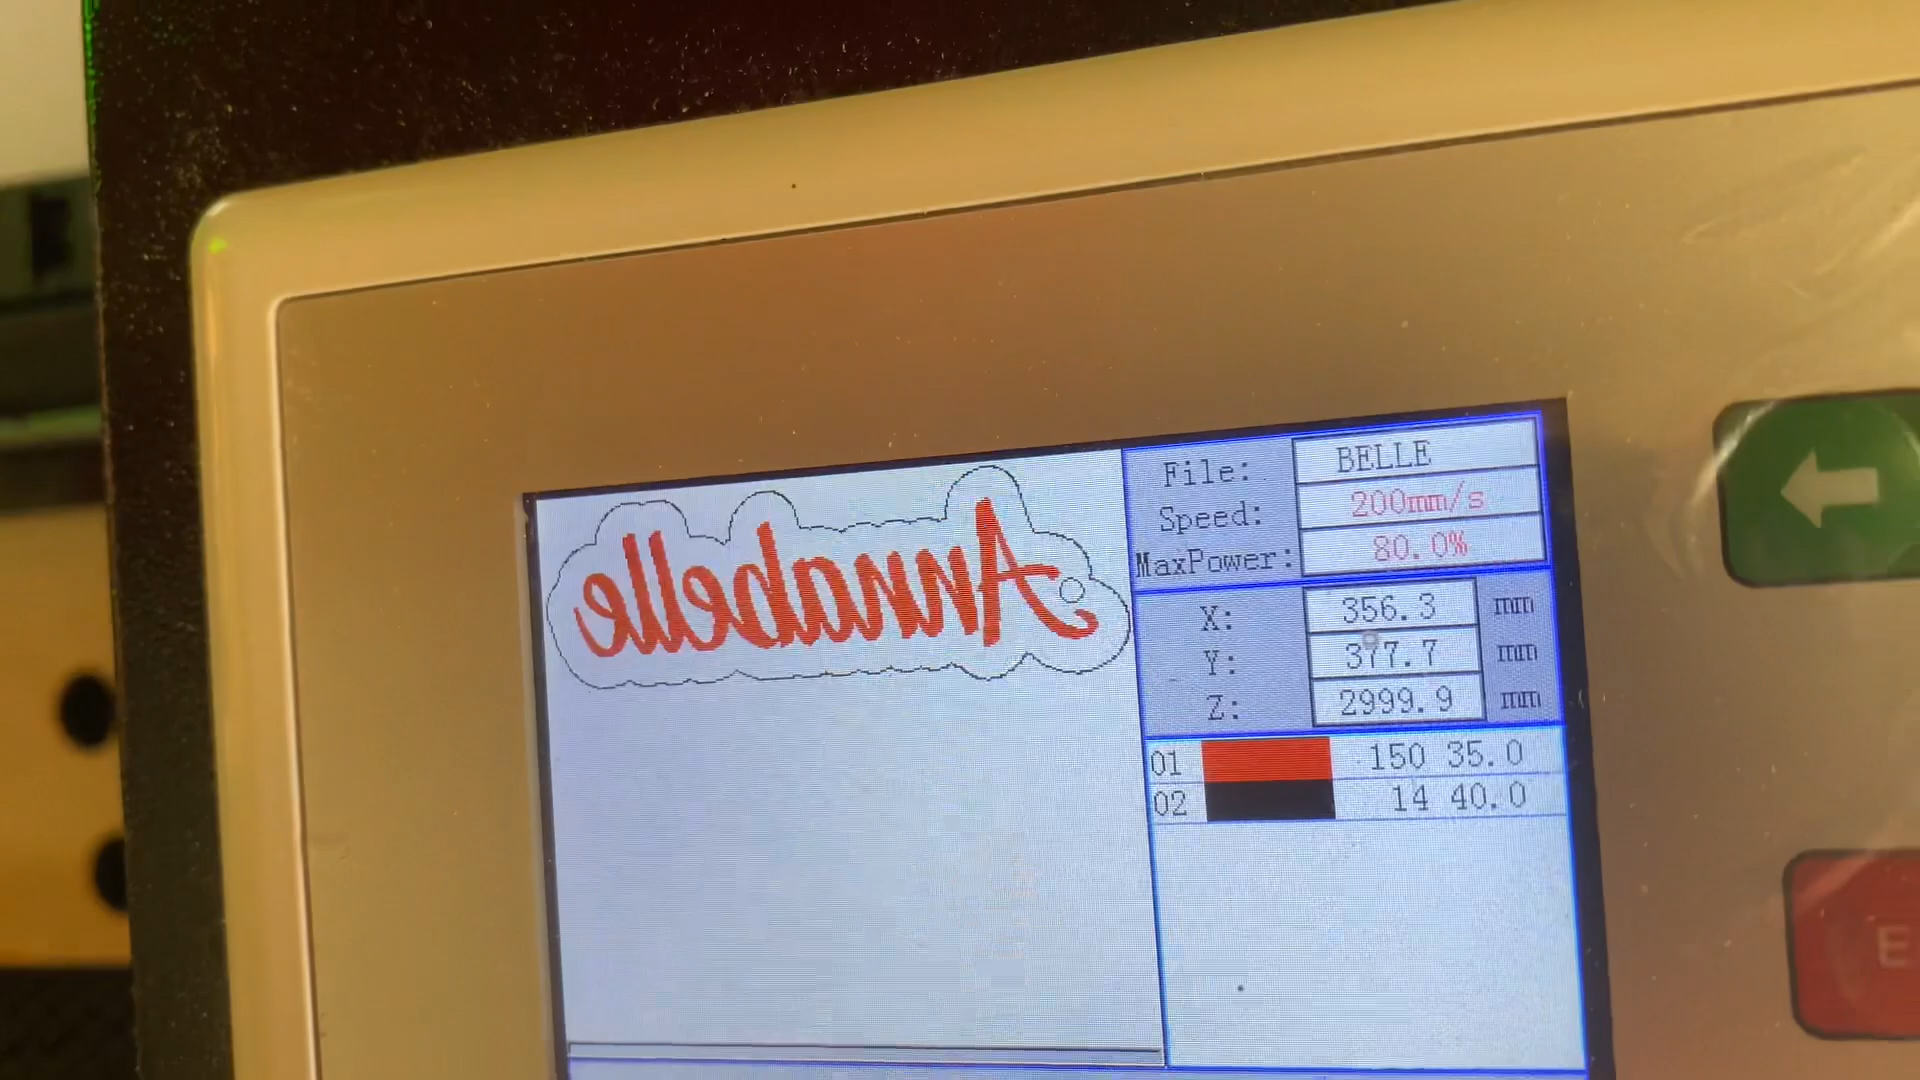 Annabelle
File: BELLE
Speed: 200mm/s
MaxPower: 80.0%
X: 356.3 mm
Y: 377.7 mm
Z: 2999.9 mm
01 150 35.0
02 14 40.0
E